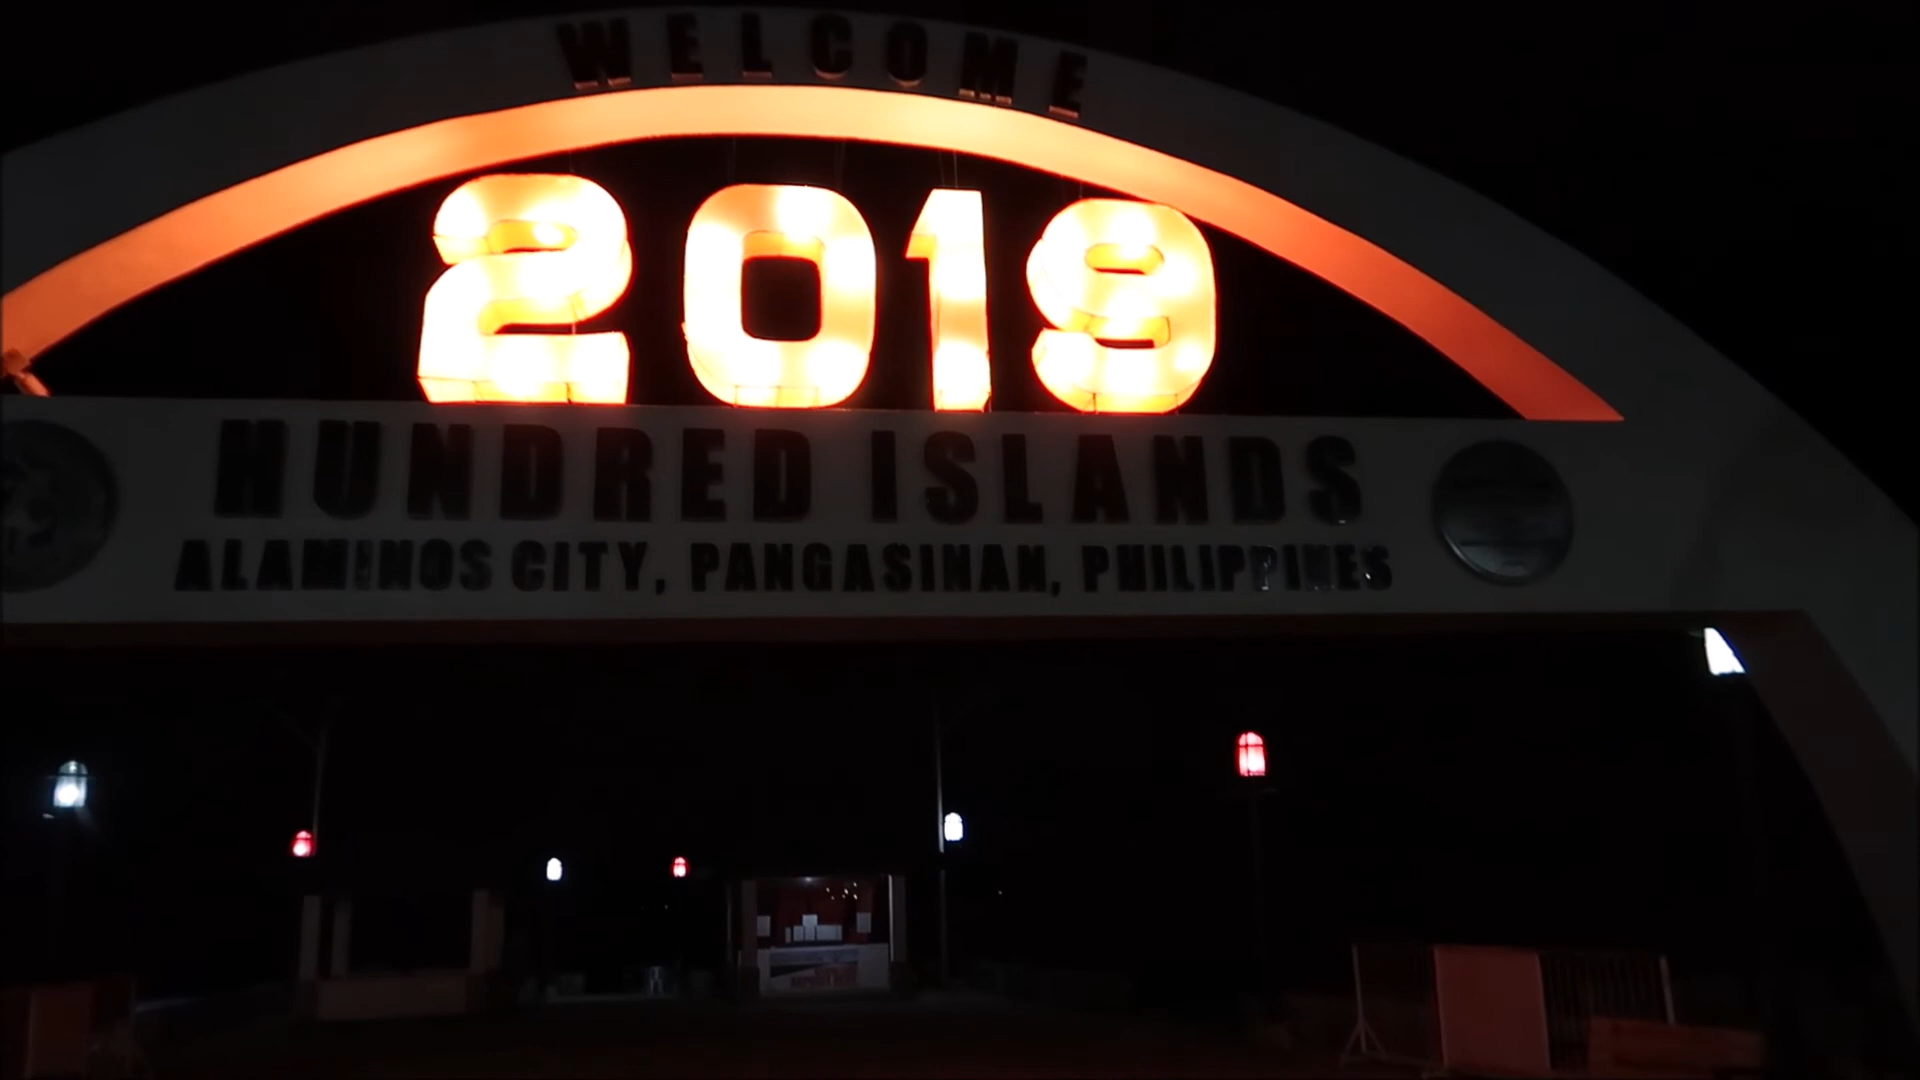 WELCOME
2019
HUNDRED ISLANDS
ALAMINOS CITY, PANGASINAN, PHILIPPINES